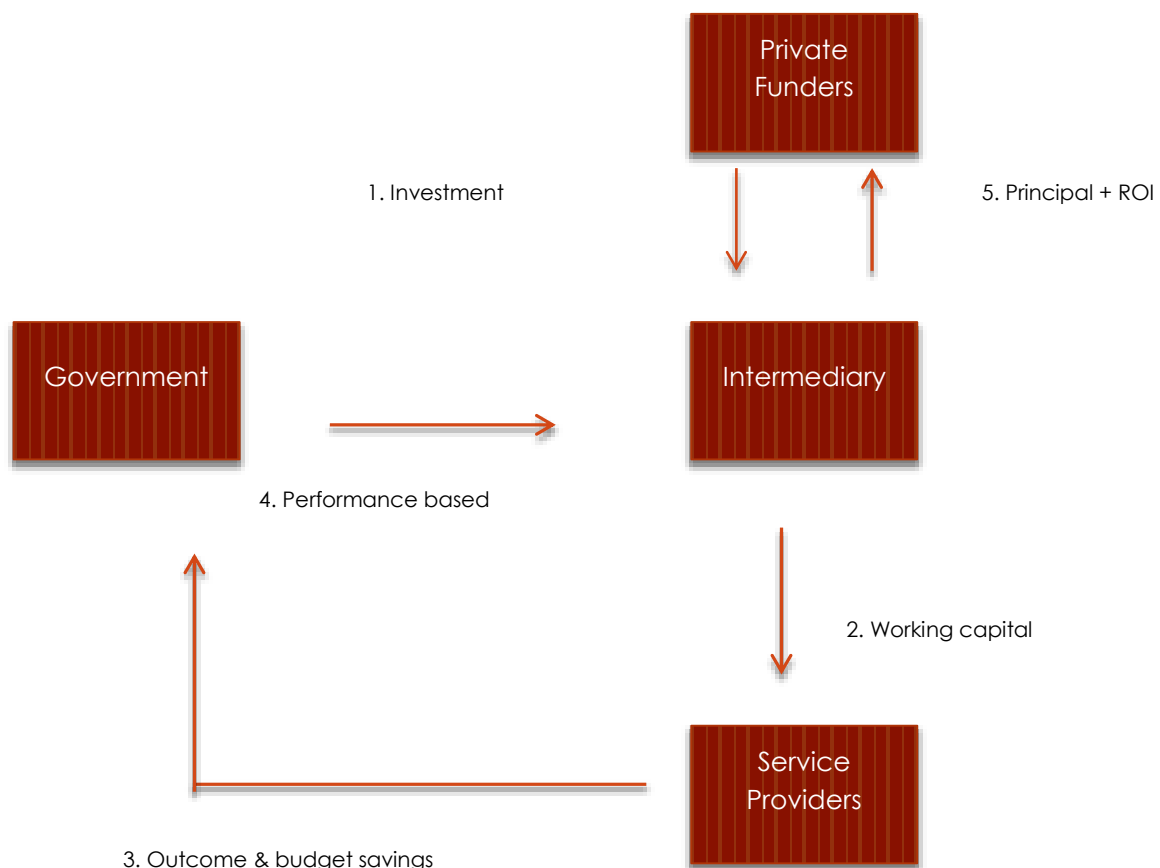 Private
Funders
1. Investment
5. Principal + ROI
Government
Intermediary
4. Performance based
2. Working capital
Service
Providers
3. Outcome & budget savings